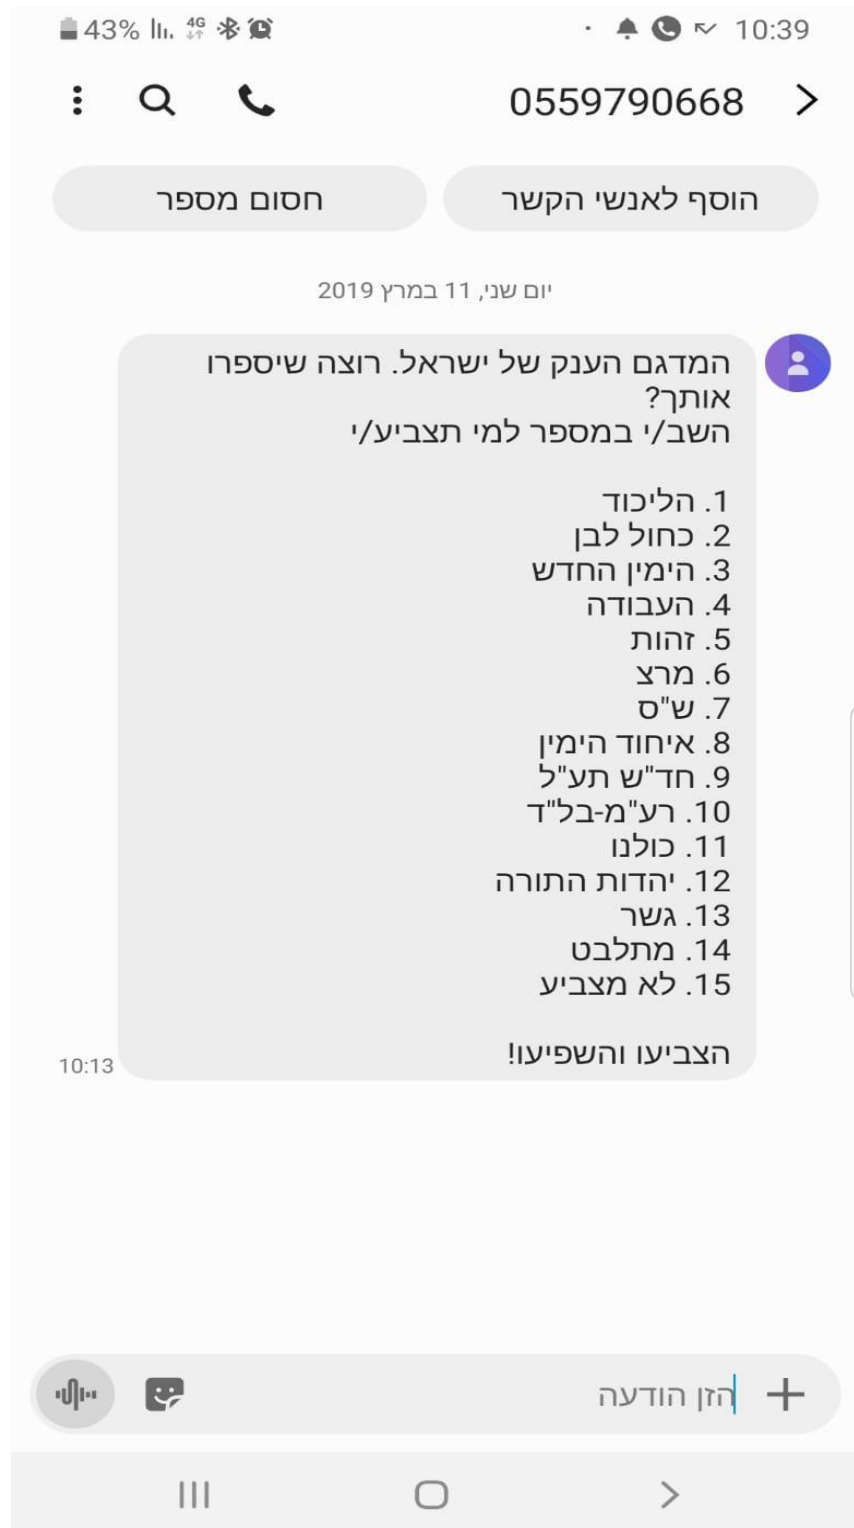 43% 4G 10:39
0559790668
הוסף לאנשי הקשר
חסום מספר
יום שני, 11 במרץ 2019
המדגם הענק של ישראל. רוצה שיספרו
אותך?
השב/י במספר למי תצביע/י
1. הליכוד
2. כחול לבן
3. הימין החדש
4. העבודה
5. זהות
6. מרצ
7. ש"ס
8. איחוד הימין
9. חד"ש תע"ל
10. רע"מ-בל"ד
11. כולנו
12. יהדות התורה
13. גשר
14. מתלבט
15. לא מצביע
הצביעו והשפיעו!
10:13
הזן הודעה